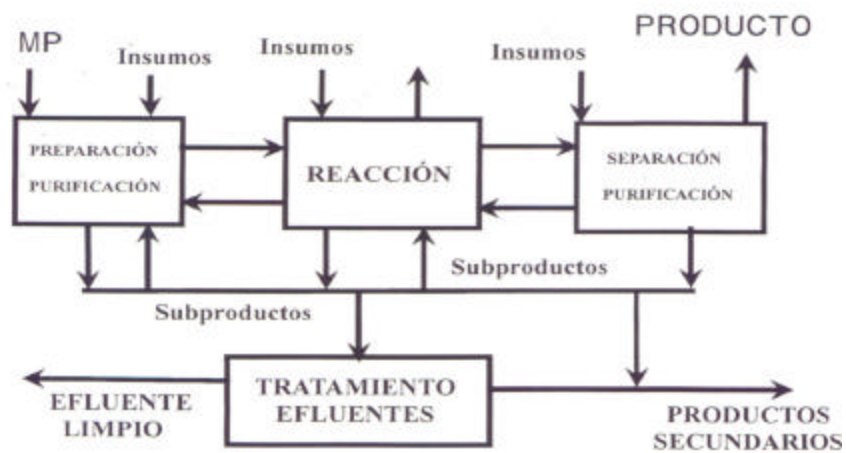 MP
Insumos
Insumos
Insumos
PRODUCTO
PREPARACIÓN
PURIFICACIÓN
REACCIÓN
SEPARACIÓN
PURIFICACIÓN
Subproductos
Subproductos
TRATAMIENTO
EFLUENTES
EFLUENTE
LIMPIO
PRODUCTOS
SECUNDARIOS